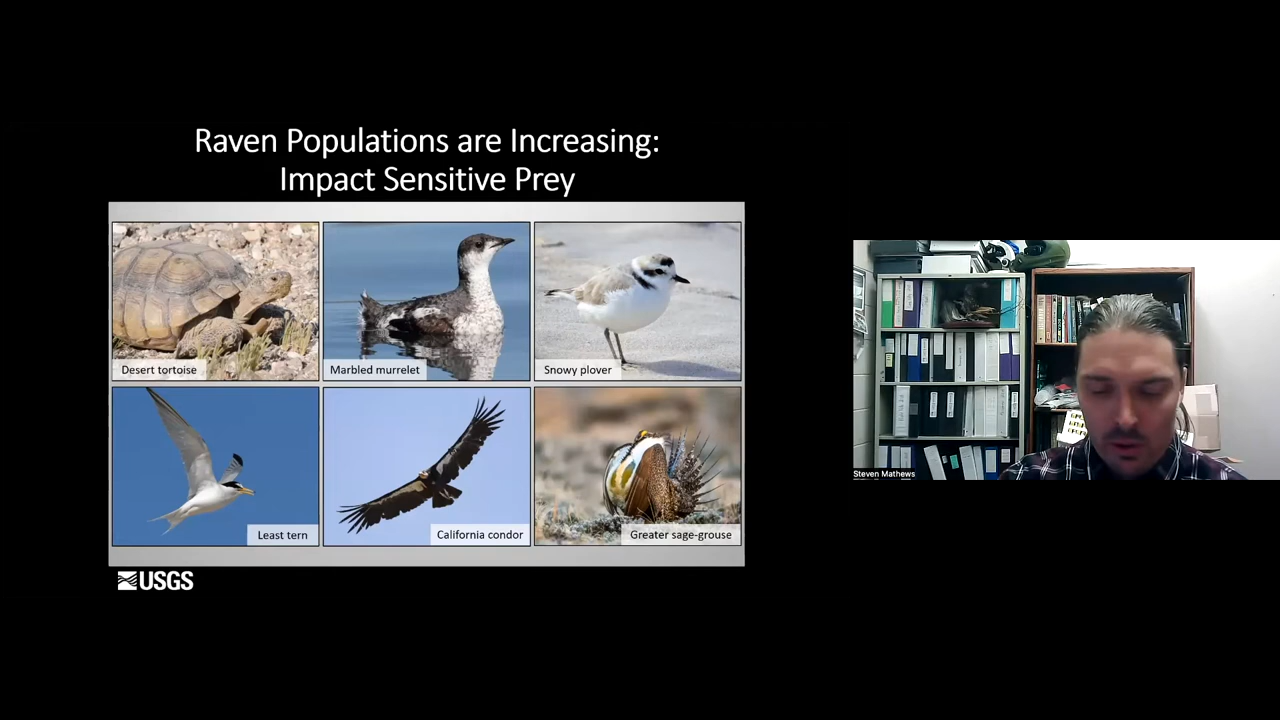 Raven Populations are Increasing:
Impact Sensitive Prey
Desert tortoise
Marbled murrelet
Snowy plover
Least tern
California condor
Greater sage-grouse
USGS
Steven Mathews